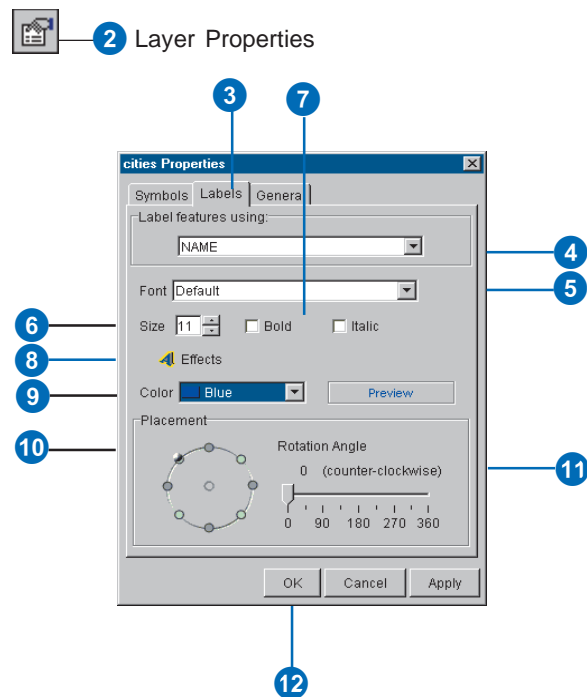 2 Layer Properties
3 7
cities Properties
Symbols Labels General
Label features using:
NAME
4
Font Default
5
6 Size 11 Bold Italic
8 Effects
9 Color Blue Preview
Placement
10 Rotation Angle
0 (counter-clockwise)
11
0 90 180 270 360
OK Cancel Apply
12